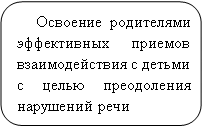 Освоение родителями
эффективных приемов
взаимодействия с детьми
с целью преодоления
нарушений речи